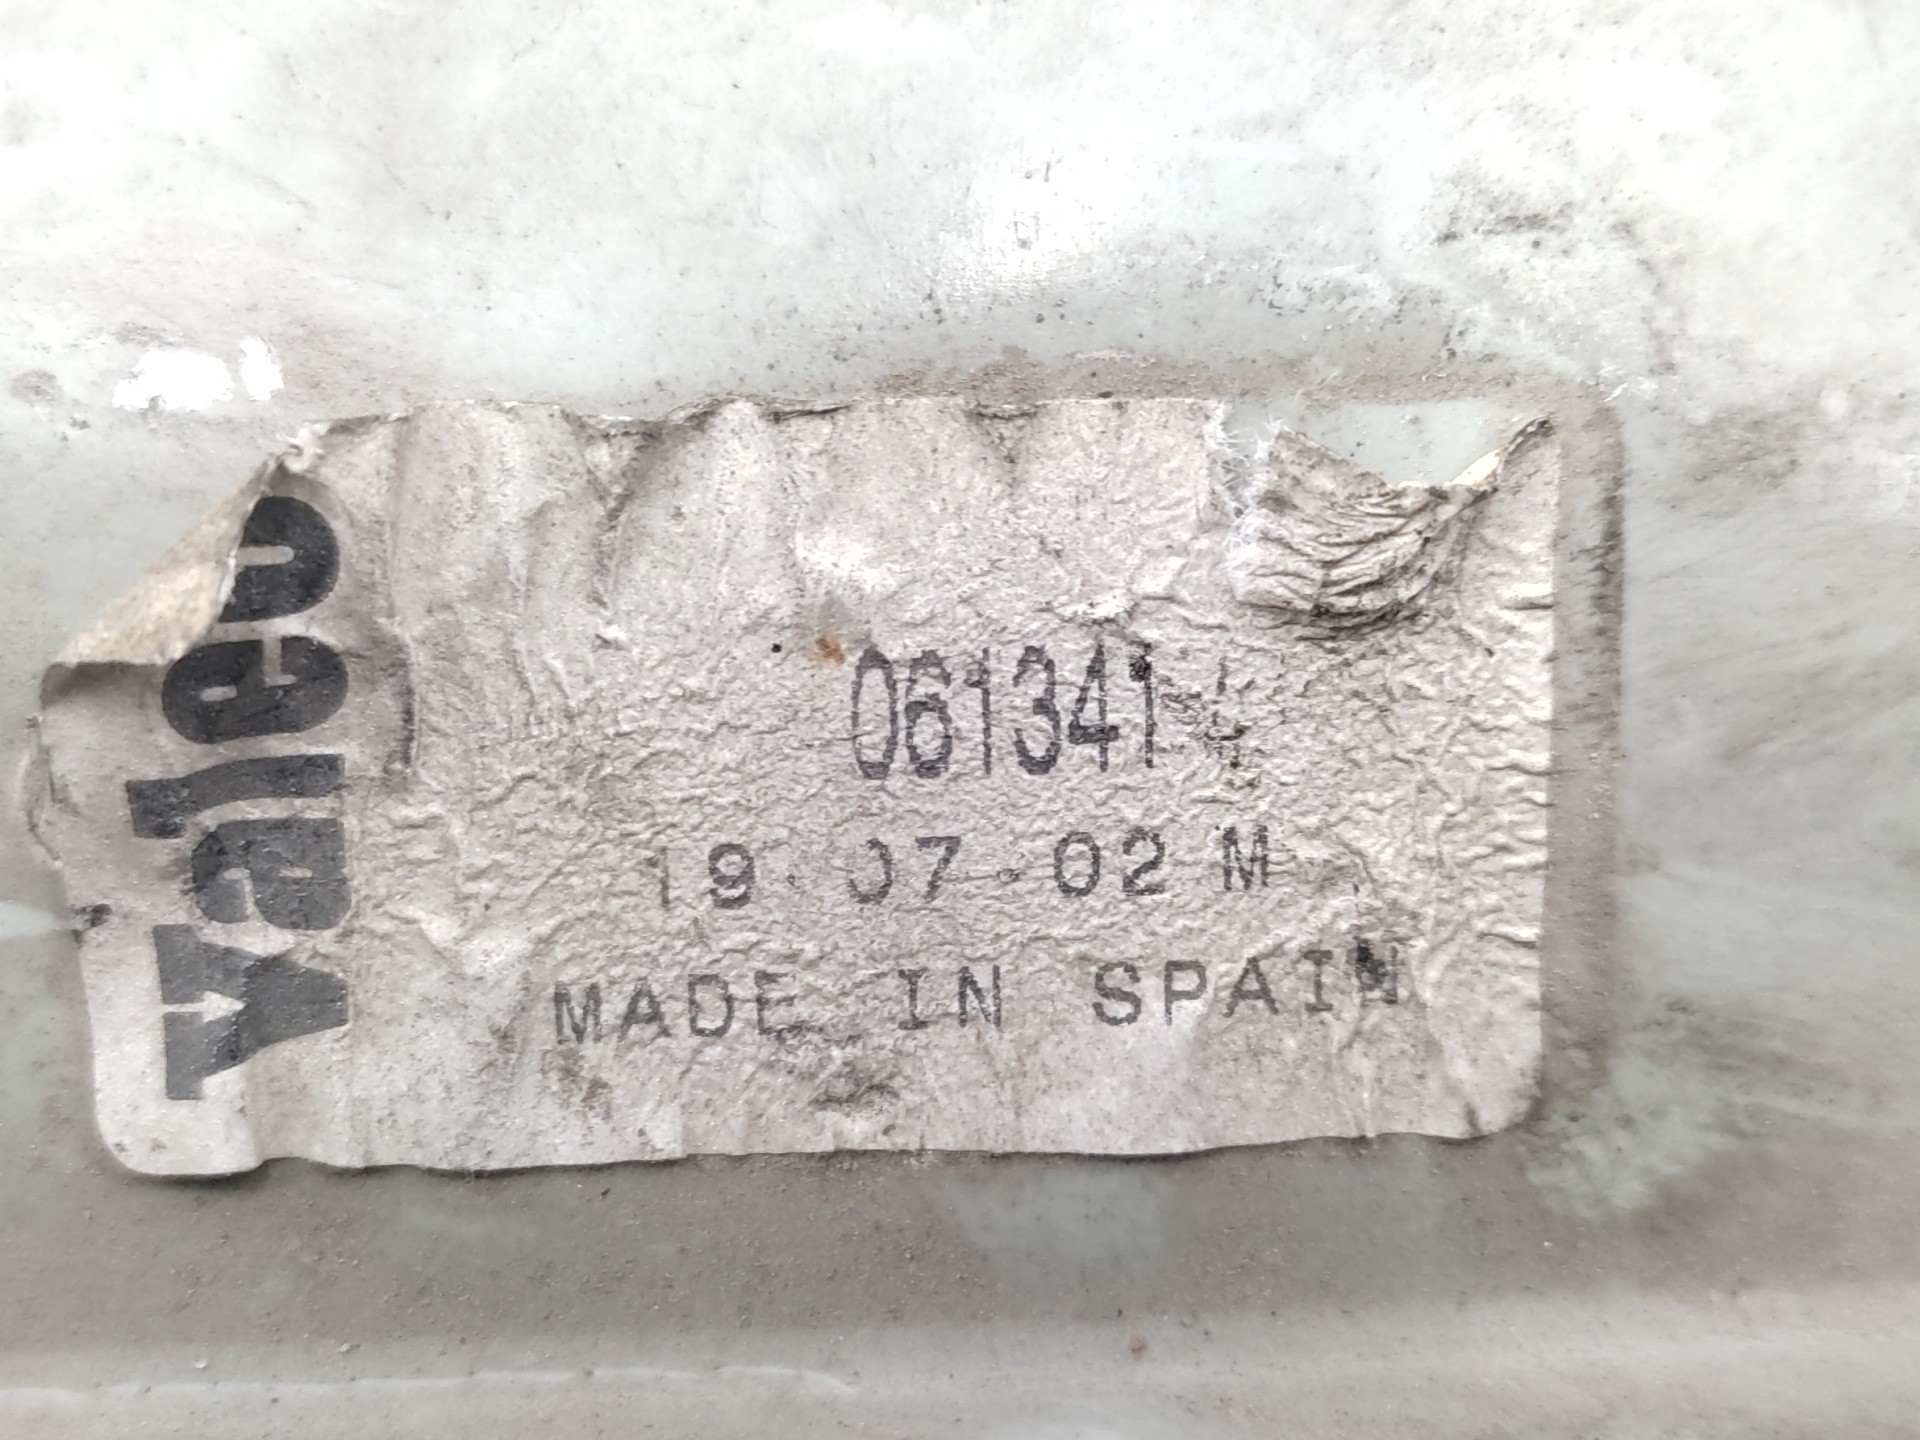 Valeo
061341
19.07.02 M
MADE IN SPAIN